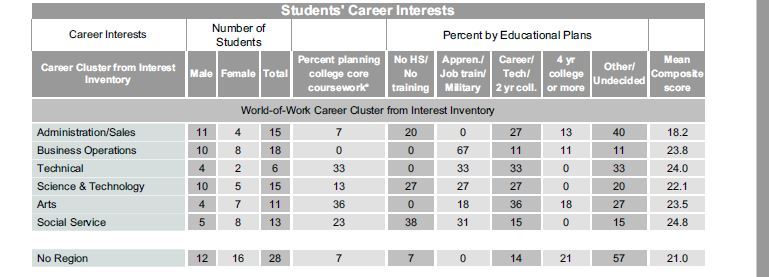 Students' Career Interests
Career Interests Number of Students Percent by Educational Plans
Career Cluster from Interest Inventory Male Female Total Percent planning college core coursework* No HS/ No training Appren./ Job train/ Military Career/ Tech/ 2 yr coll. 4 yr college or more Other/ Undecided Mean Composite score
World-of-Work Career Cluster from Interest Inventory
Administration/Sales 11 4 15 7 20 0 27 13 40 18.2
Business Operations 10 8 18 0 0 67 11 11 11 23.8
Technical 4 2 6 33 0 33 33 0 33 24.0
Science & Technology 10 5 15 13 27 27 27 0 20 22.1
Arts 4 7 11 36 0 18 36 18 27 23.5
Social Service 5 8 13 23 38 31 15 0 15 24.8
No Region 12 16 28 7 7 0 14 21 57 21.0